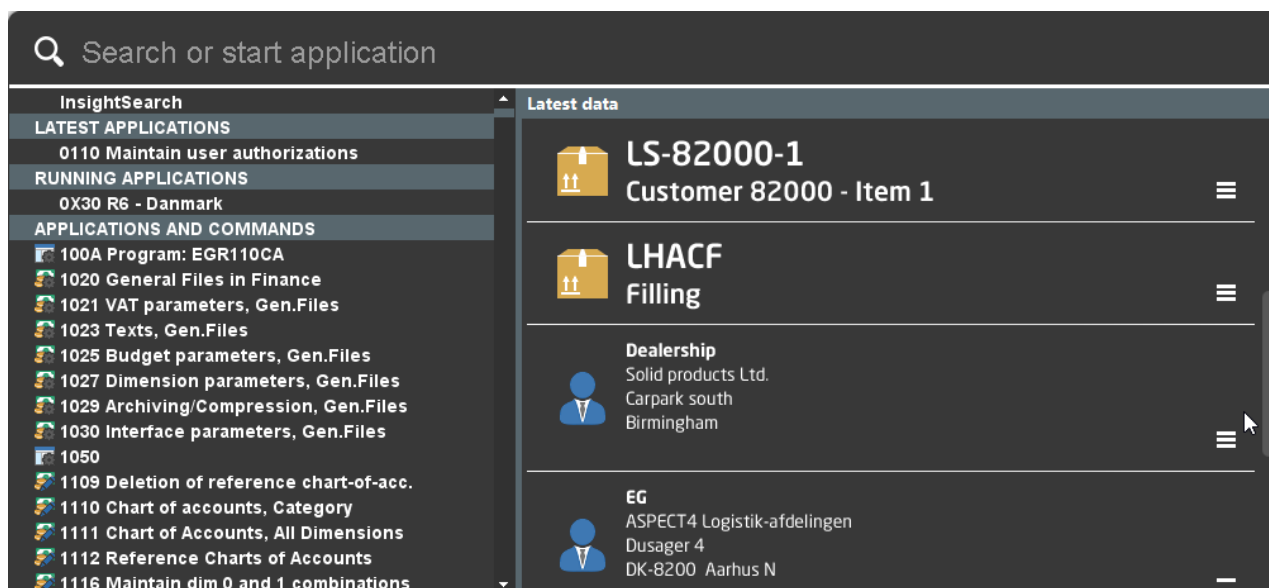 Search or start application
InsightSearch
LATEST APPLICATIONS
0110 Maintain user authorizations
RUNNING APPLICATIONS
0X30 R6 - Danmark
APPLICATIONS AND COMMANDS
100A Program: EGR110CA
1020 General Files in Finance
1021 VAT parameters, Gen.Files
1023 Texts, Gen.Files
1025 Budget parameters, Gen.Files
1027 Dimension parameters, Gen.Files
1029 Archiving/Compression, Gen.Files
1030 Interface parameters, Gen.Files
1050
1109 Deletion of reference chart-of-acc.
1110 Chart of accounts, Category
1111 Chart of Accounts, All Dimensions
1112 Reference Charts of Accounts
1116 Maintain dim 0 and 1 combinations
Latest data
LS-82000-1
Customer 82000 - Item 1
LHACF
Filling
Dealership
Solid products Ltd.
Carpark south
Birmingham
EG
ASPECT4 Logistik-afdelingen
Dusager 4
DK-8200 Aarhus N